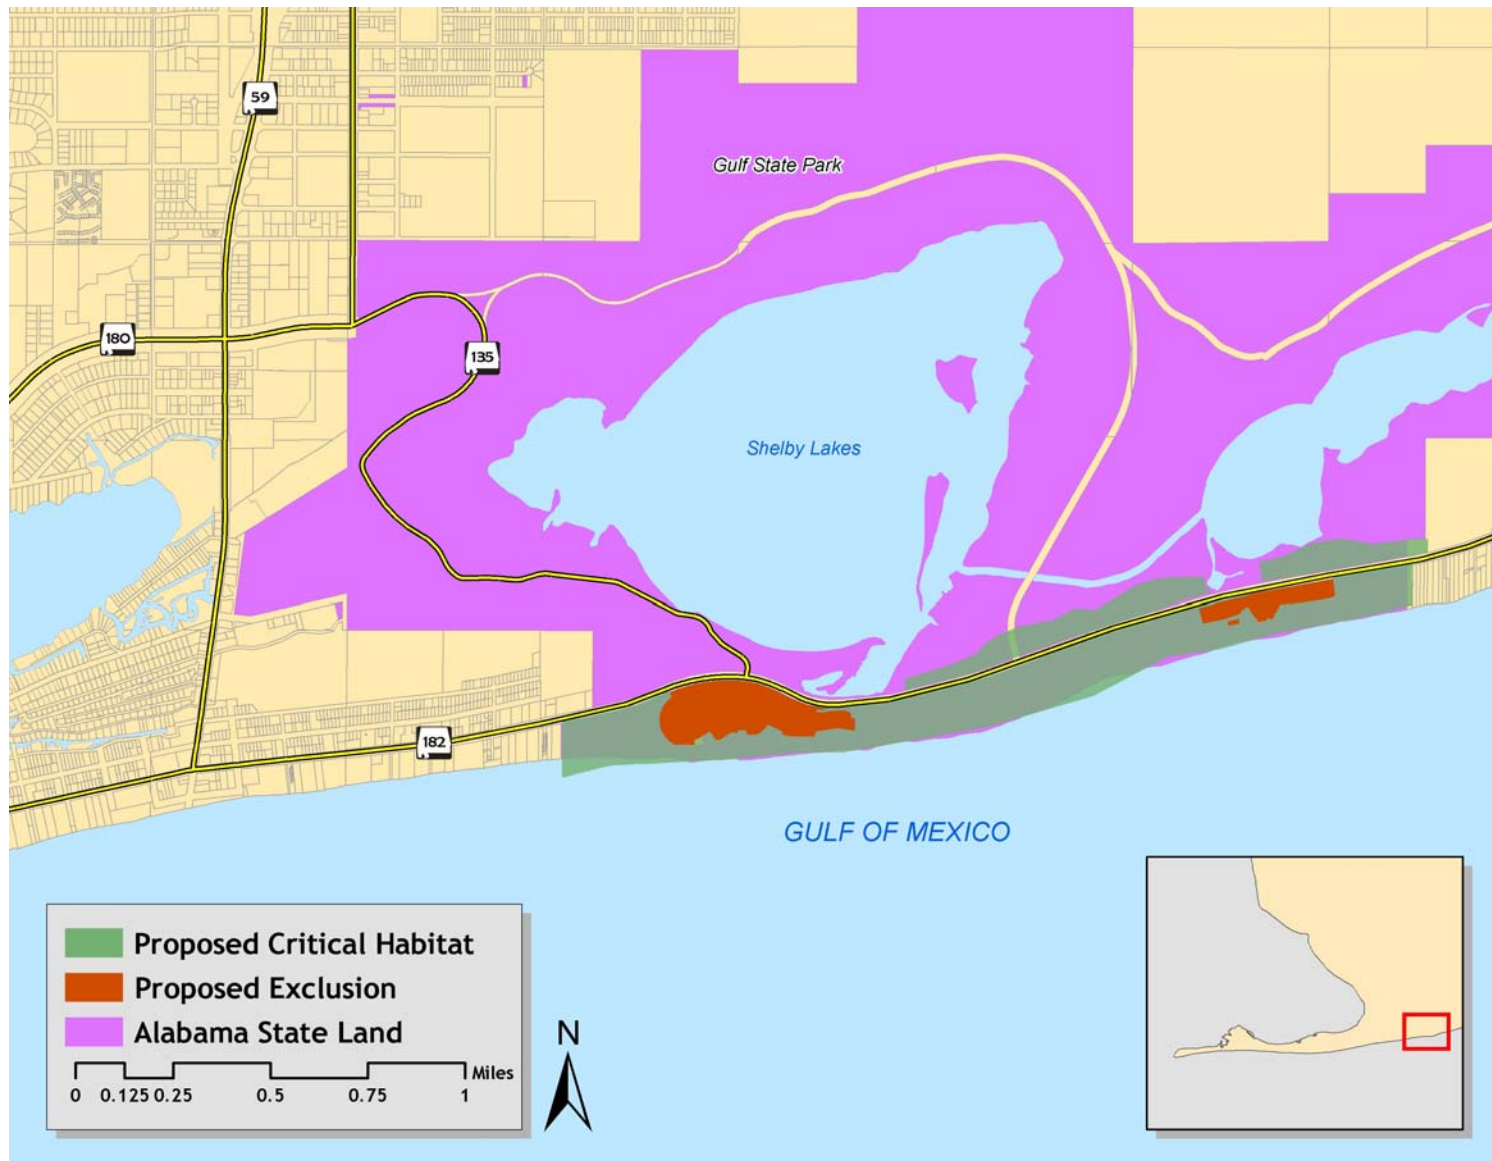 59
Gulf State Park
180
135
Shelby Lakes
182
GULF OF MEXICO
Proposed Critical Habitat
Proposed Exclusion
Alabama State Land
Miles
0 0.125 0.25 0.5 0.75 1
N